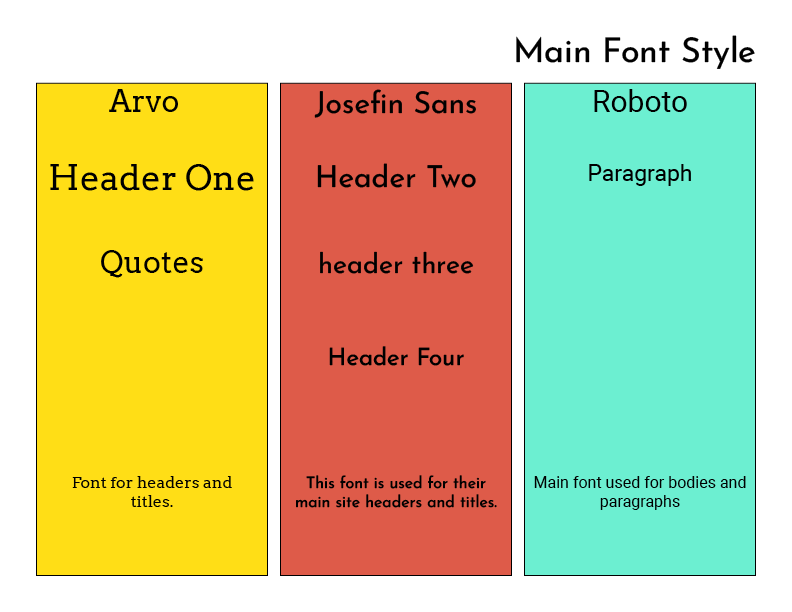 Main Font Style
Arvo
Header One
Quotes
Font for headers and
titles.
Josefin Sans
Header Two
header three
Header Four
This font is used for their
main site headers and titles.
Roboto
Paragraph
Main font used for bodies and
paragraphs